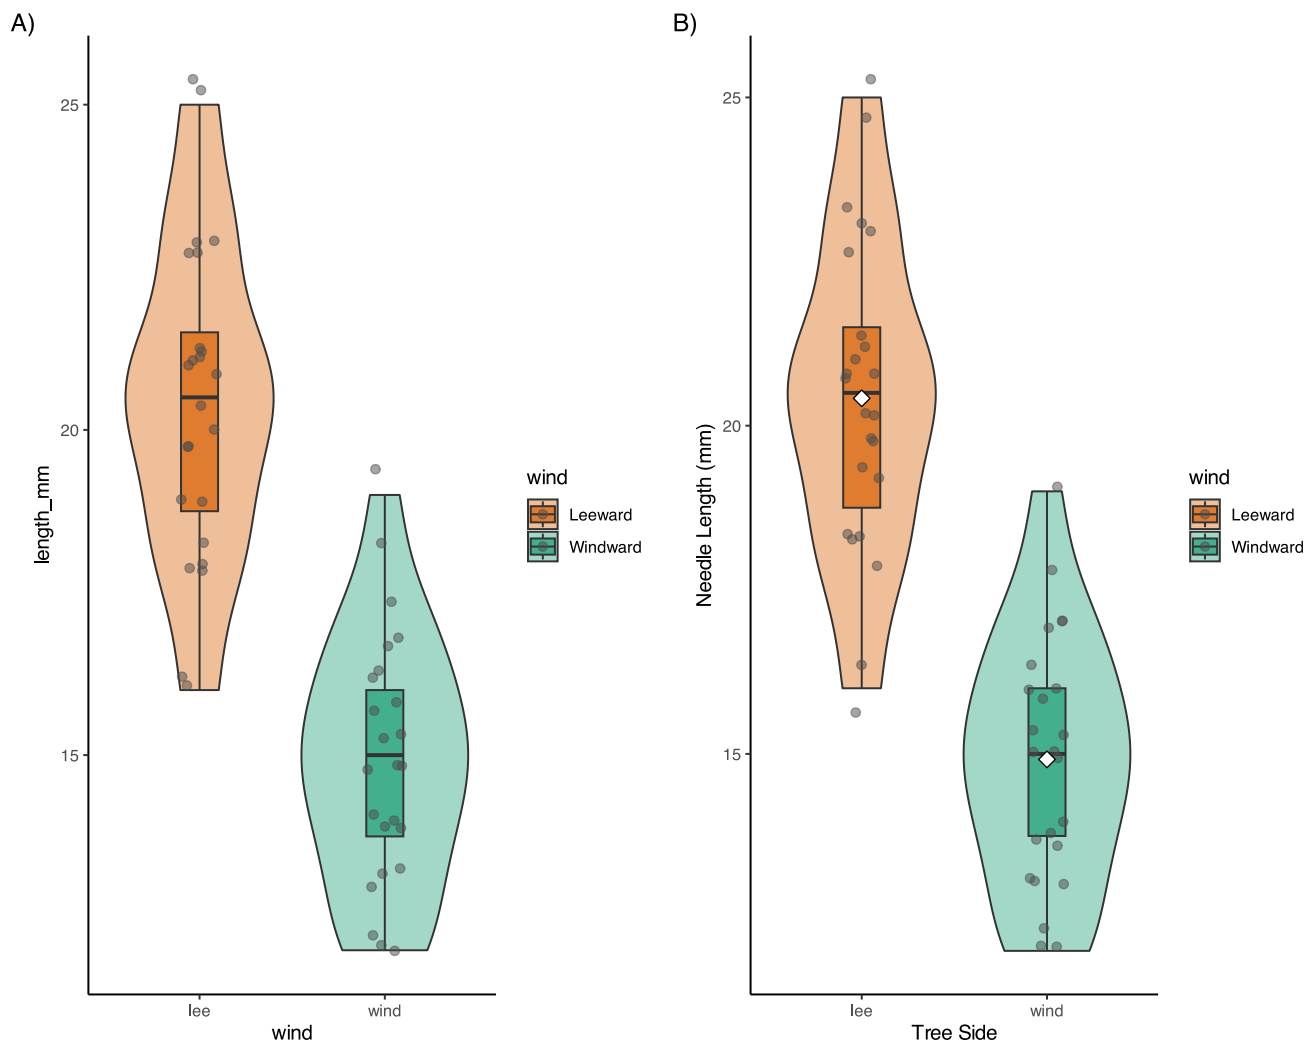 A)
length_mm
25
20
15
lee
wind
wind
wind
Leeward
Windward
B)
Needle Length (mm)
25
20
15
lee
wind
Tree Side
wind
Leeward
Windward